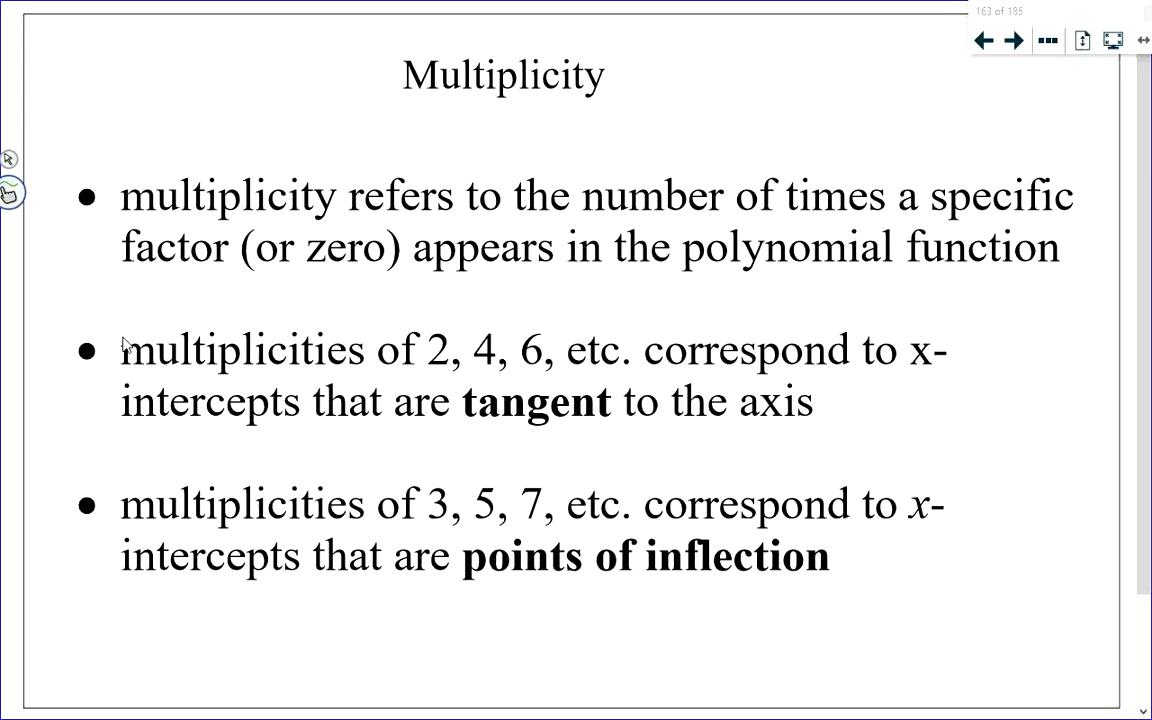 163 of 185
Multiplicity
• multiplicity refers to the number of times a specific
factor (or zero) appears in the polynomial function
• multiplicities of 2, 4, 6, etc. correspond to x-
intercepts that are tangent to the axis
• multiplicities of 3, 5, 7, etc. correspond to x-
intercepts that are points of inflection